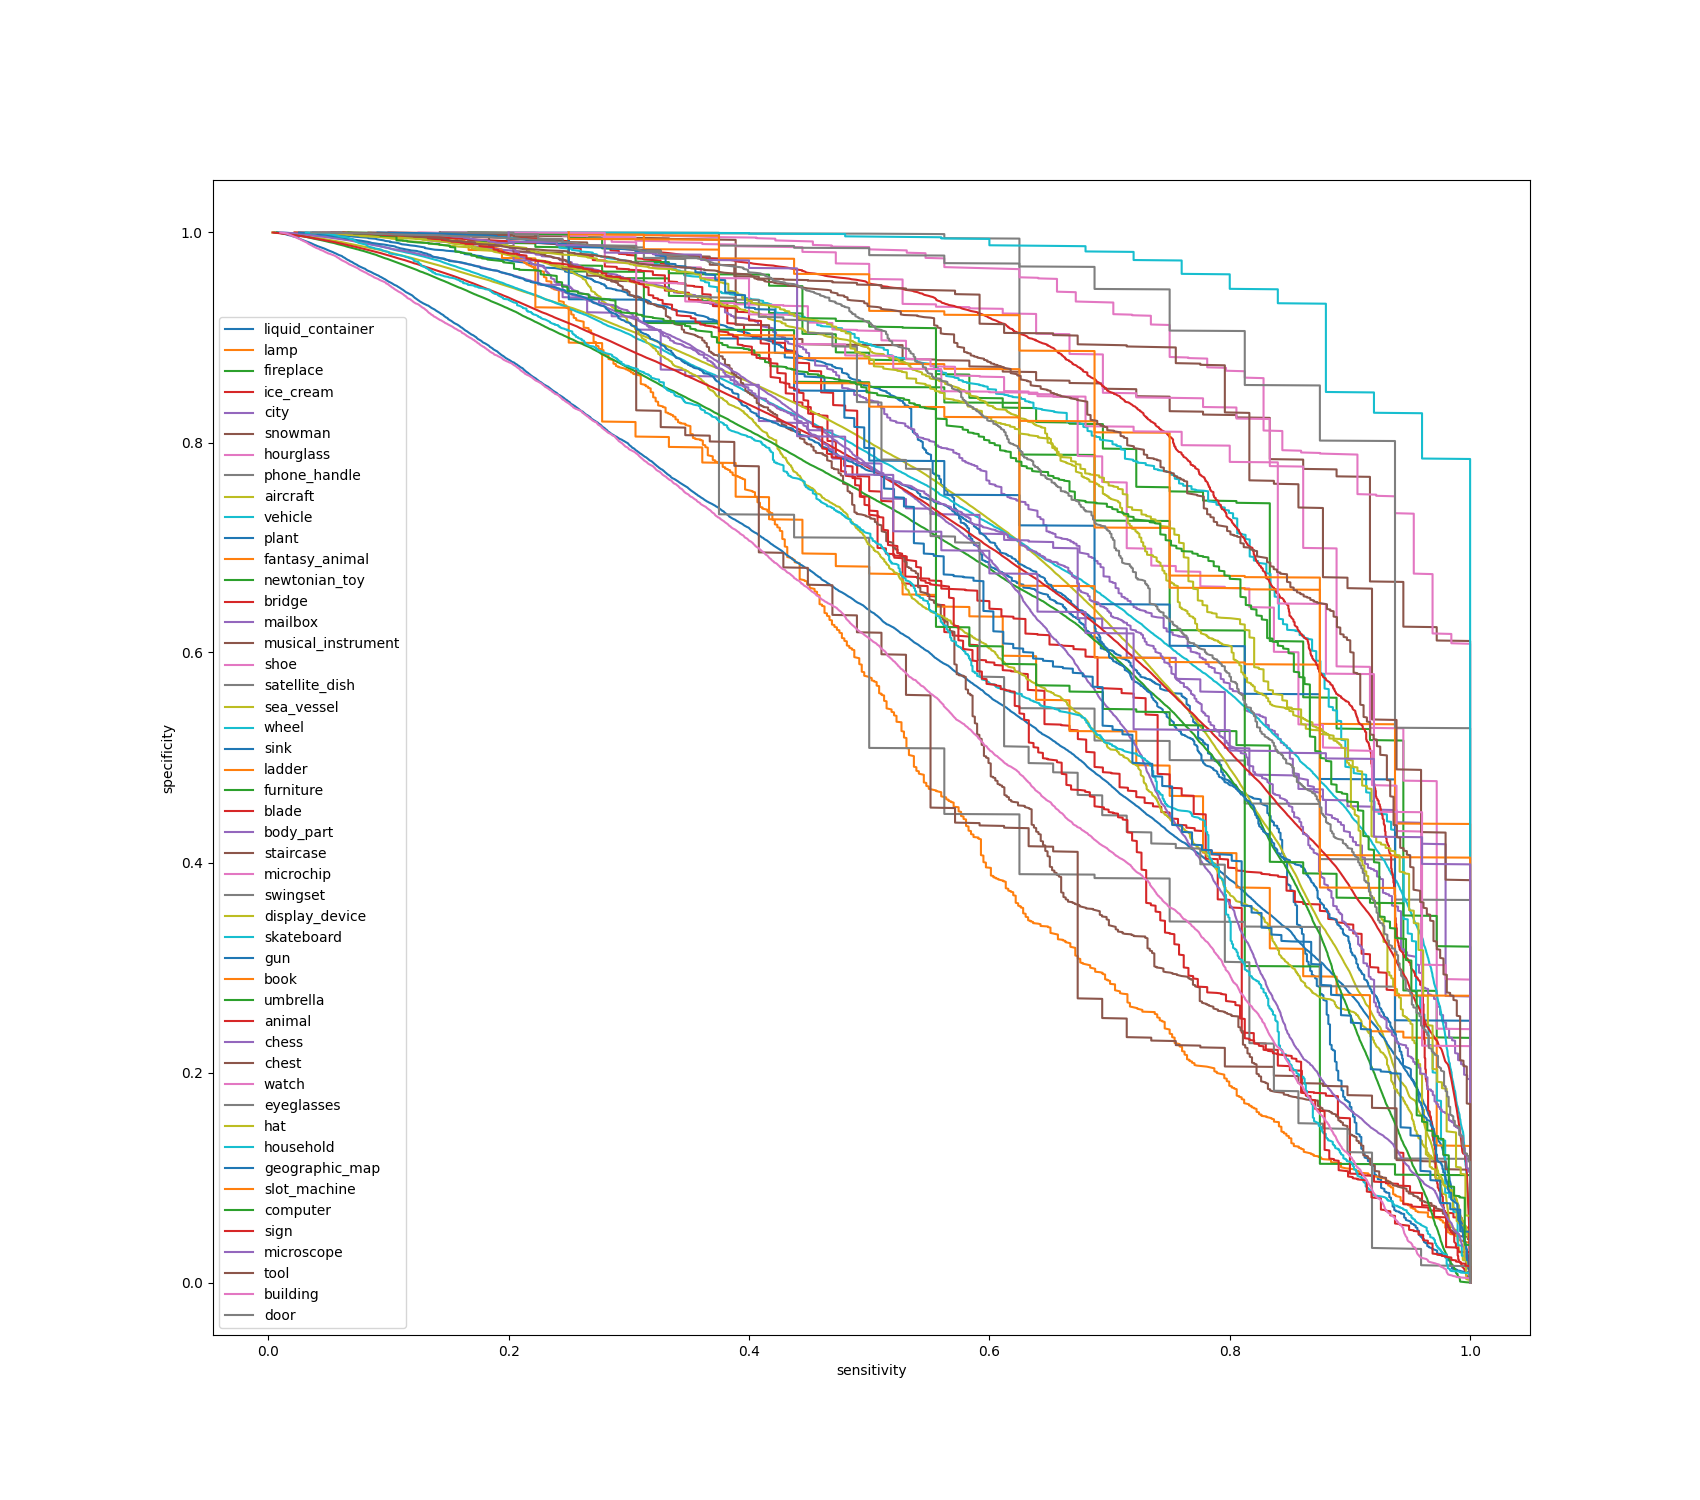 1.0
0.8
0.6
0.4
0.2
0.0
specificity
liquid_container
lamp
fireplace
ice_cream
city
snowman
hourglass
phone_handle
aircraft
vehicle
plant
fantasy_animal
newtonian_toy
bridge
mailbox
musical_instrument
shoe
satellite_dish
sea_vessel
wheel
sink
ladder
furniture
blade
body_part
staircase
microchip
swingset
display_device
skateboard
gun
book
umbrella
animal
chess
chest
watch
eyeglasses
hat
household
geographic_map
slot_machine
computer
sign
microscope
tool
building
door
0.0 0.2 0.4 0.6 0.8 1.0
sensitivity